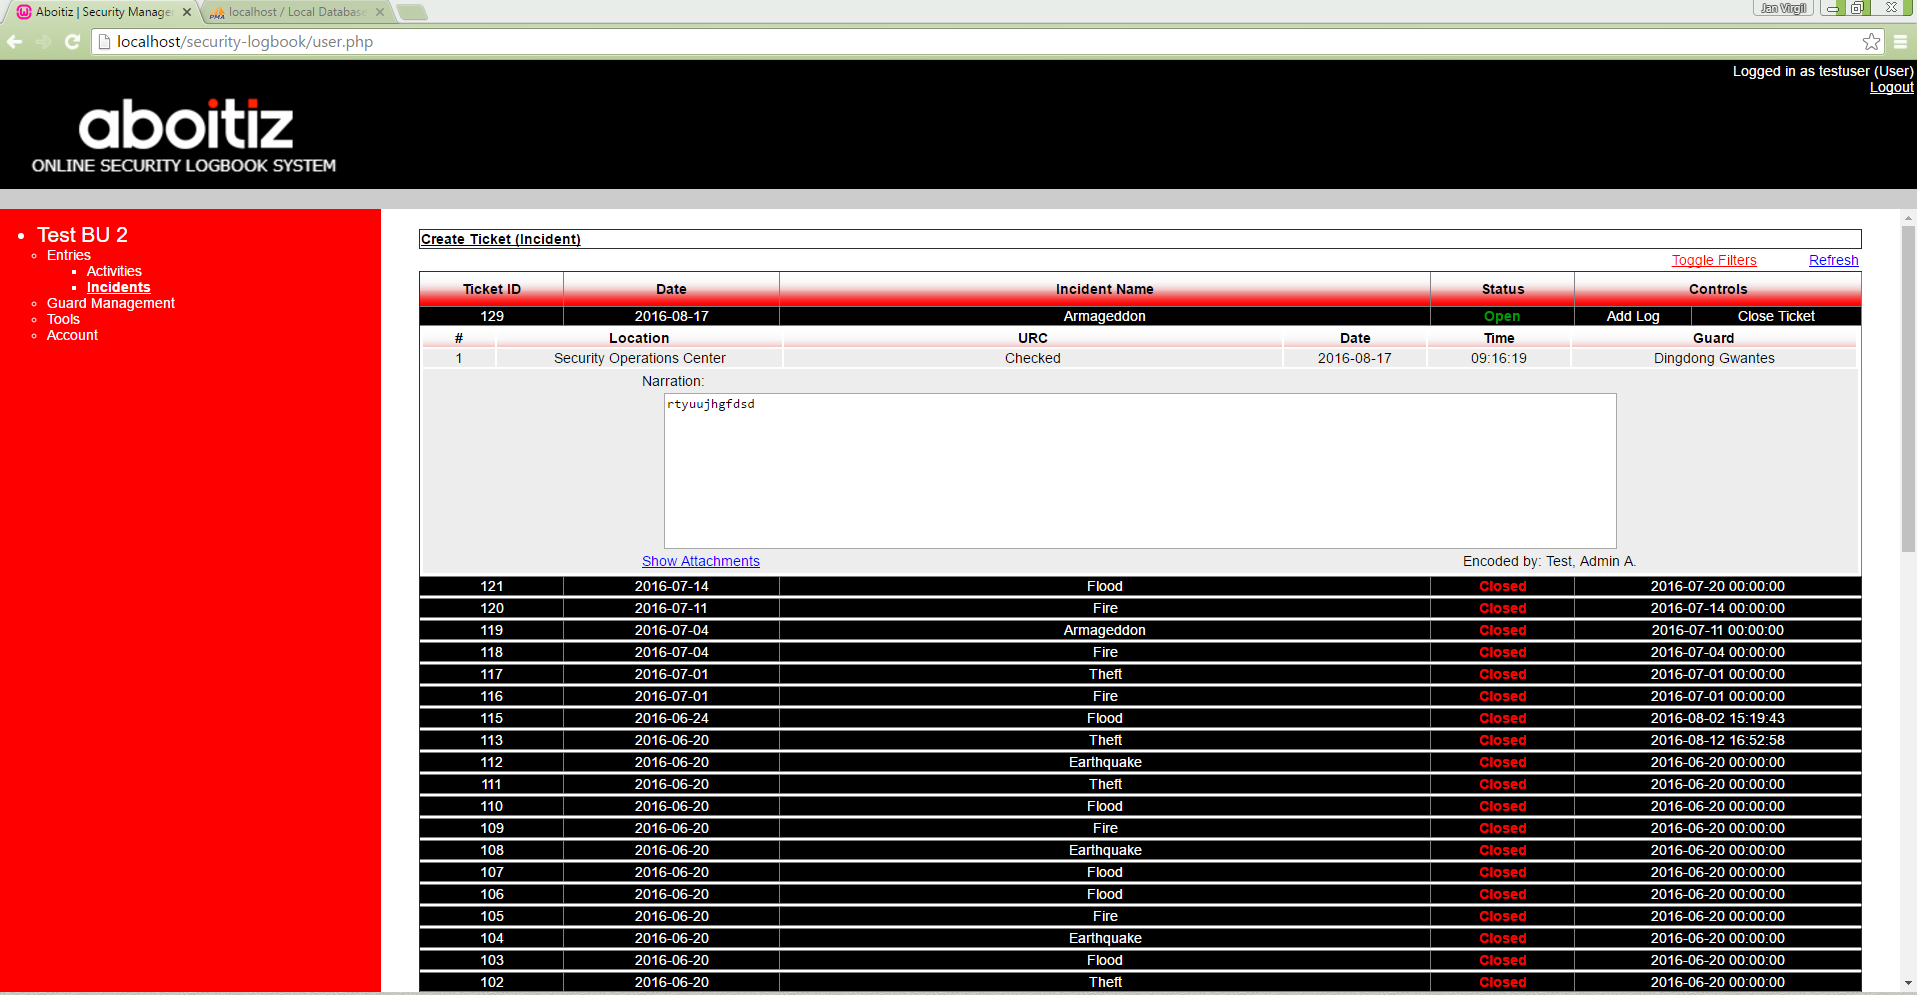 Aboitiz | Security Manage
localhost / Local Database
Jan Virgil
localhost/security-logbook/user.php
Logged in as testuser (User)
Logout
aboitiz
ONLINE SECURITY LOGBOOK SYSTEM
Test BU 2
Entries
Activities
Incidents
Guard Management
Tools
Account
Create Ticket (Incident)
Toggle Filters Refresh
Ticket ID Date Incident Name Status Controls
129 2016-08-17 Armageddon Open Add Log Close Ticket
# Location URC Date Time Guard
1 Security Operations Center Checked 2016-08-17 09:16:19 Dingdong Gwantes
Narration:
rtyuujhgfdsd
Show Attachments Encoded by: Test, Admin A.
121 2016-07-14 Flood Closed 2016-07-20 00:00:00
120 2016-07-11 Fire Closed 2016-07-14 00:00:00
119 2016-07-04 Armageddon Closed 2016-07-11 00:00:00
118 2016-07-04 Fire Closed 2016-07-04 00:00:00
117 2016-07-01 Theft Closed 2016-07-01 00:00:00
116 2016-07-01 Fire Closed 2016-07-01 00:00:00
115 2016-06-24 Flood Closed 2016-08-02 15:19:43
113 2016-06-20 Theft Closed 2016-08-12 16:52:58
112 2016-06-20 Earthquake Closed 2016-06-20 00:00:00
111 2016-06-20 Theft Closed 2016-06-20 00:00:00
110 2016-06-20 Flood Closed 2016-06-20 00:00:00
109 2016-06-20 Fire Closed 2016-06-20 00:00:00
108 2016-06-20 Earthquake Closed 2016-06-20 00:00:00
107 2016-06-20 Flood Closed 2016-06-20 00:00:00
106 2016-06-20 Flood Closed 2016-06-20 00:00:00
105 2016-06-20 Fire Closed 2016-06-20 00:00:00
104 2016-06-20 Earthquake Closed 2016-06-20 00:00:00
103 2016-06-20 Flood Closed 2016-06-20 00:00:00
102 2016-06-20 Theft Closed 2016-06-20 00:00:00